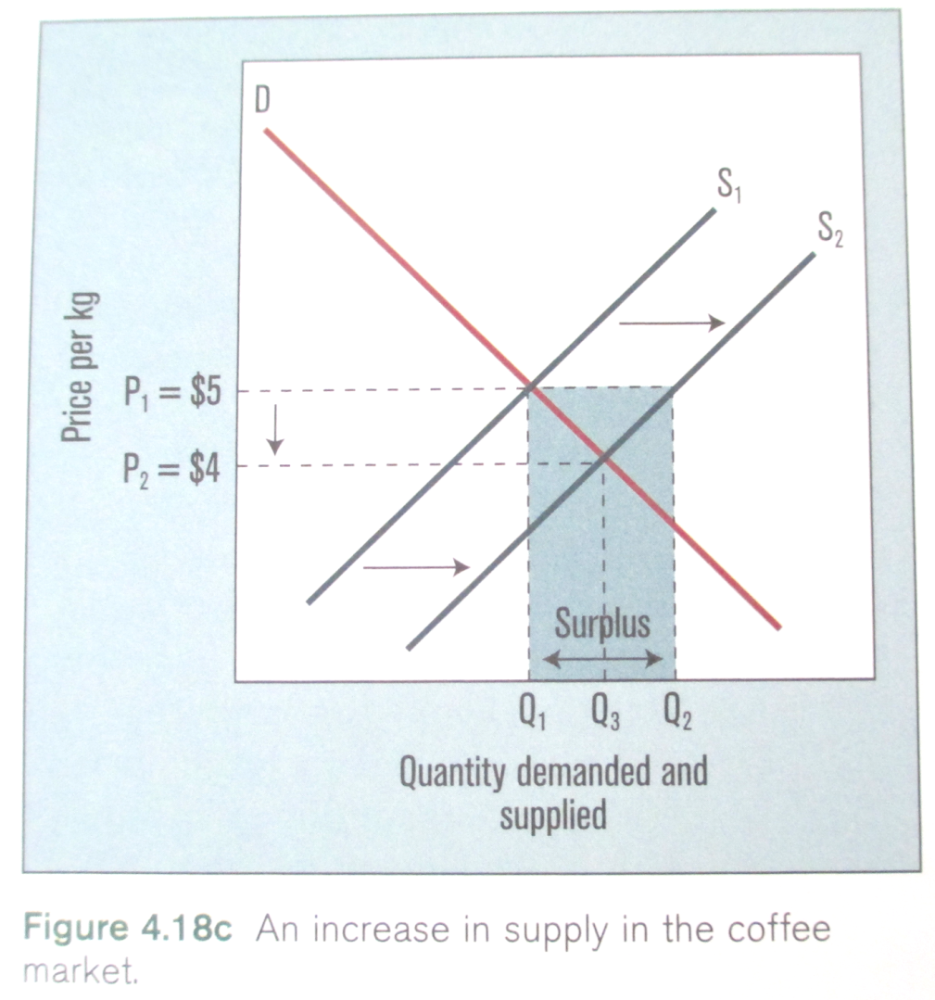 D
S₁
S₂
Price per kg
P₁ = $5
P₂ = $4
Surplus
Q₁ Q₃ Q₂
Quantity demanded and
supplied
Figure 4.18c An increase in supply in the coffee
market.